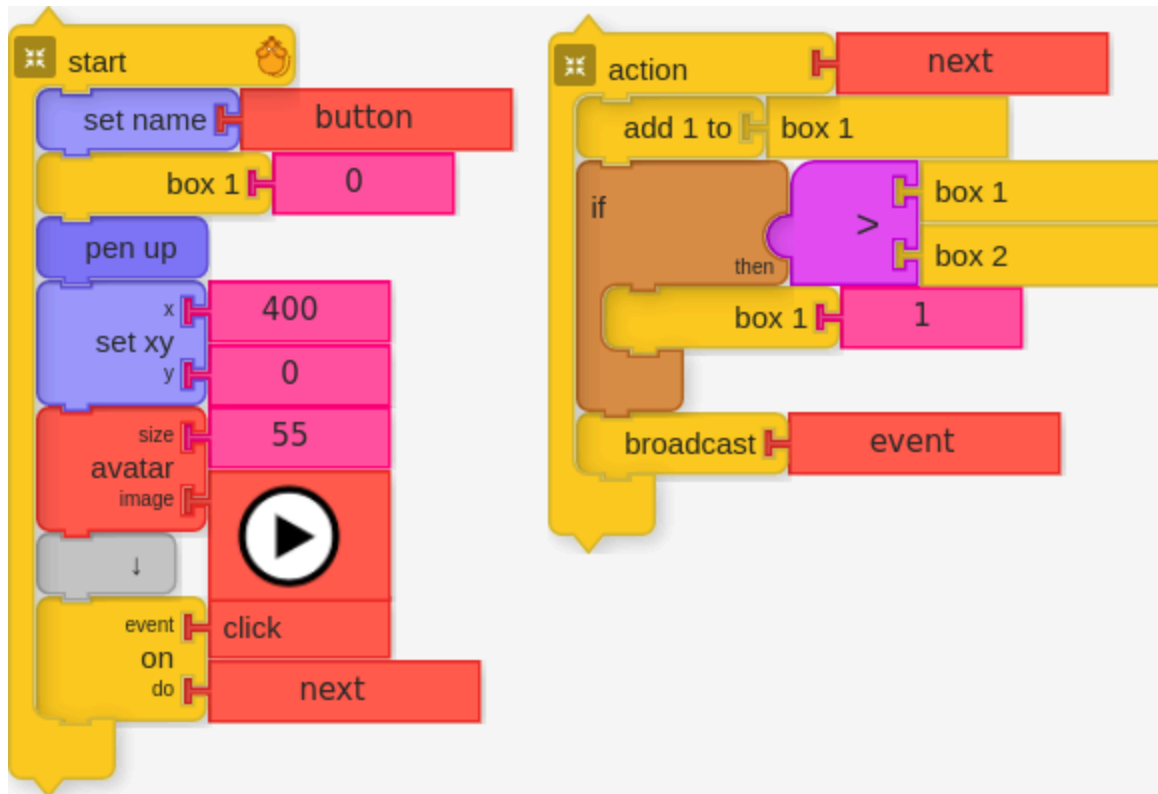 start
set name button
box 1 0
pen up
x 400
set xy
y 0
size 55
avatar
image
↓
event click
on
do next
action next
add 1 to box 1
if > box 1
box 2
then
box 1 1
broadcast event